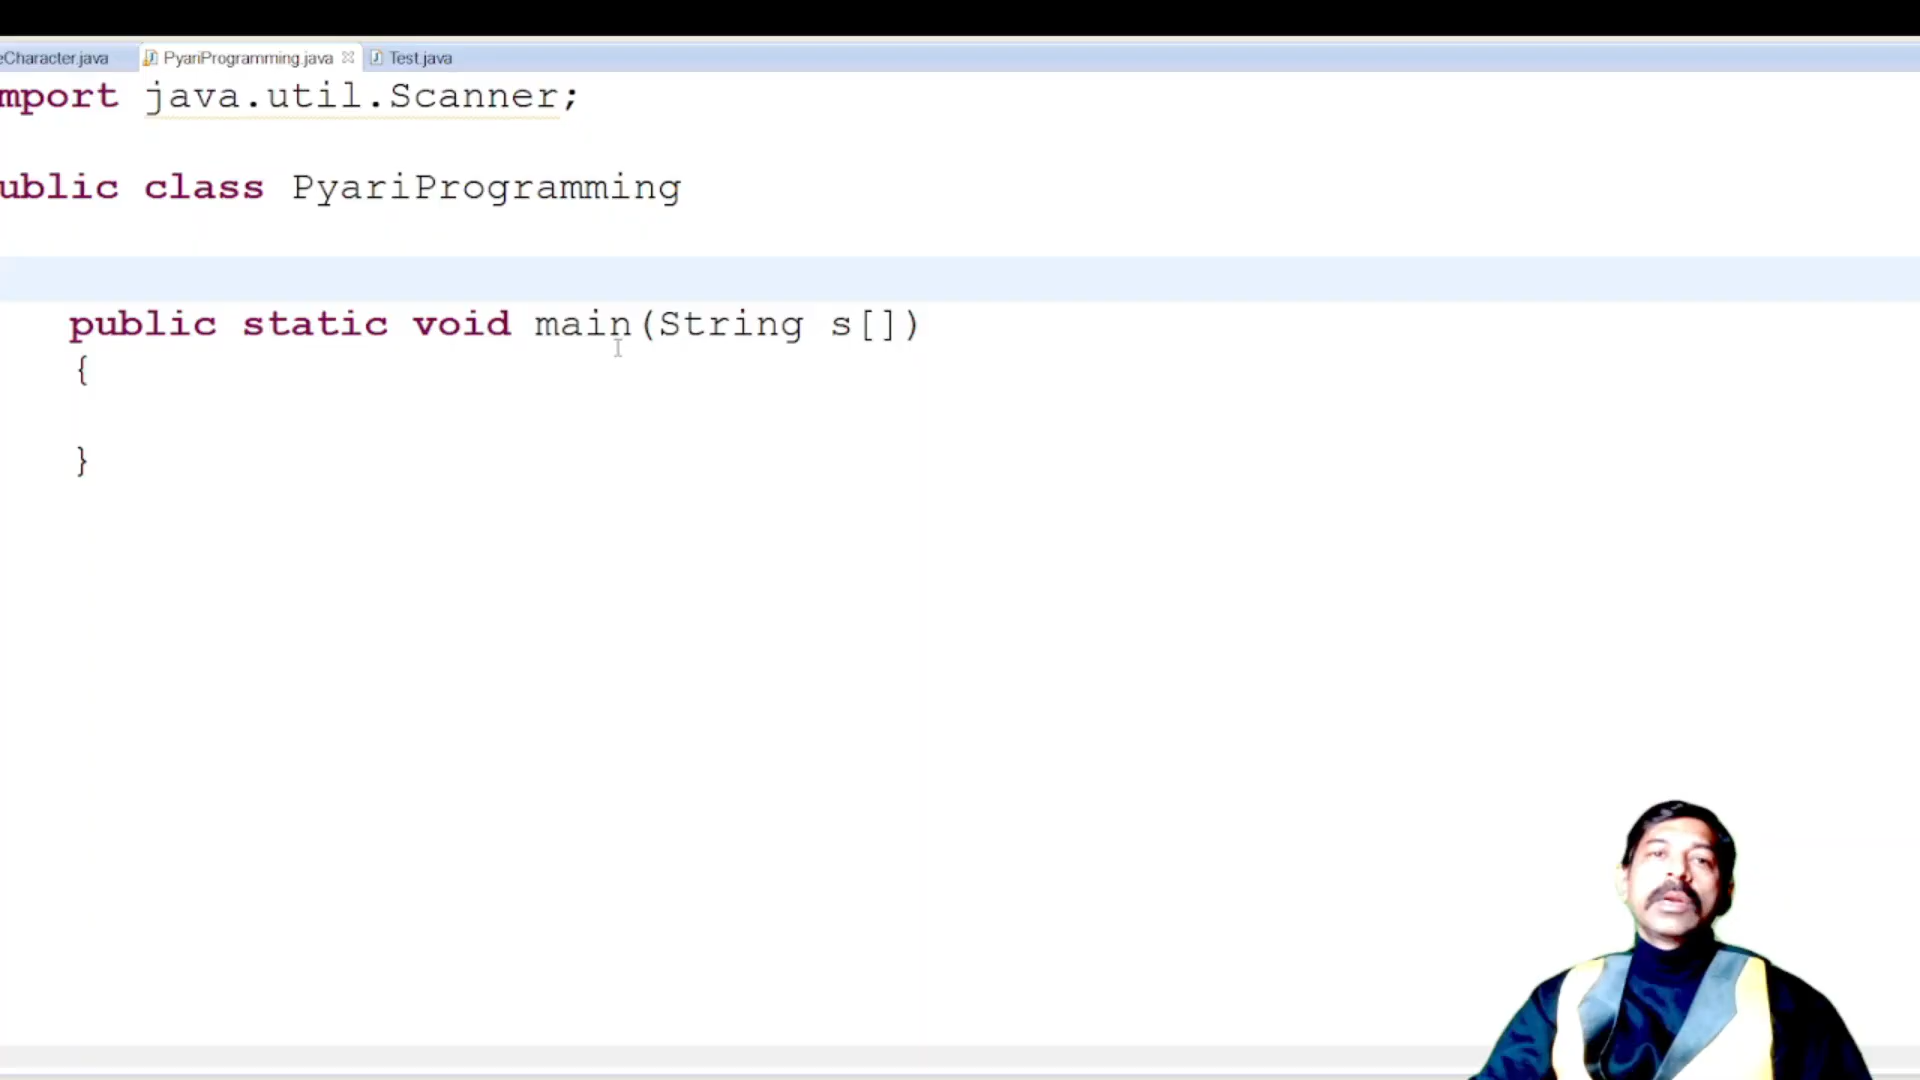 eCharacter.java PyariProgramming.java Test.java
mport java.util.Scanner;
ublic class PyariProgramming
public static void main(String s[])
{
}